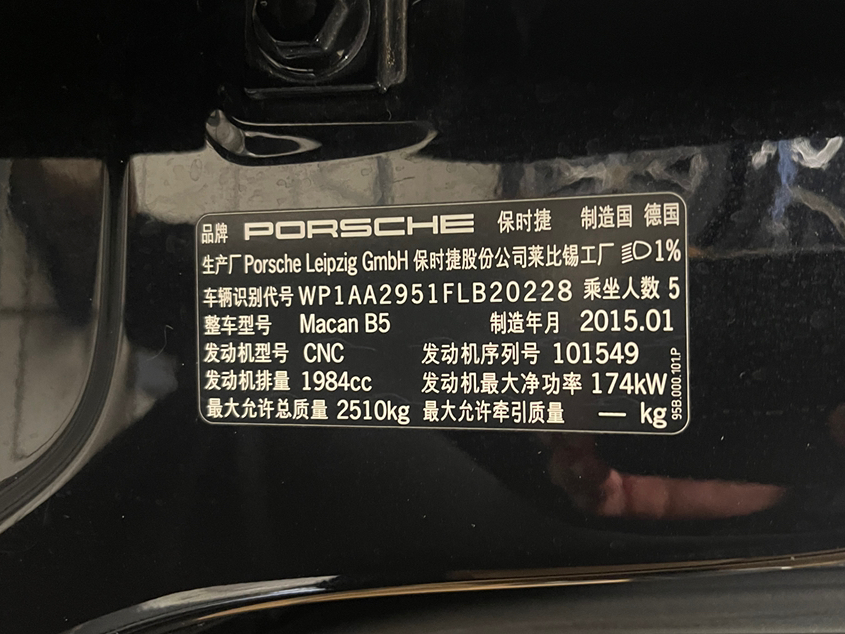 品牌 PORSCHE 保时捷 制造国 德国
生产厂 Porsche Leipzig GmbH 保时捷股份公司莱比锡工厂 1%
车辆识别代号 WP1AA2951FLB20228 乘坐人数 5
整车型号 Macan B5 制造年月 2015.01
发动机型号 CNC 发动机序列号 101549
发动机排量 1984cc 发动机最大净功率 174kW
最大允许总质量 2510kg 最大允许牵引质量 — kg
95B.000.101.P